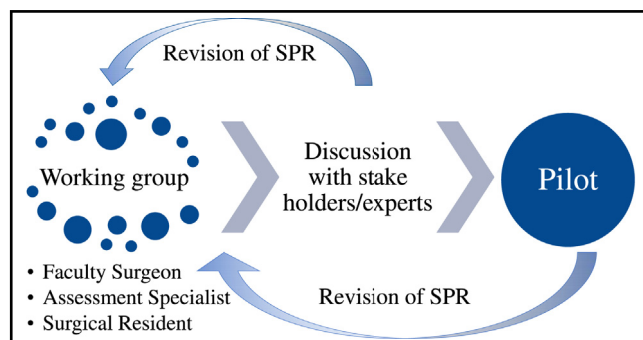 Revision of SPR
Working group
Discussion
with stake
holders/experts
Pilot
• Faculty Surgeon
• Assessment Specialist
• Surgical Resident
Revision of SPR